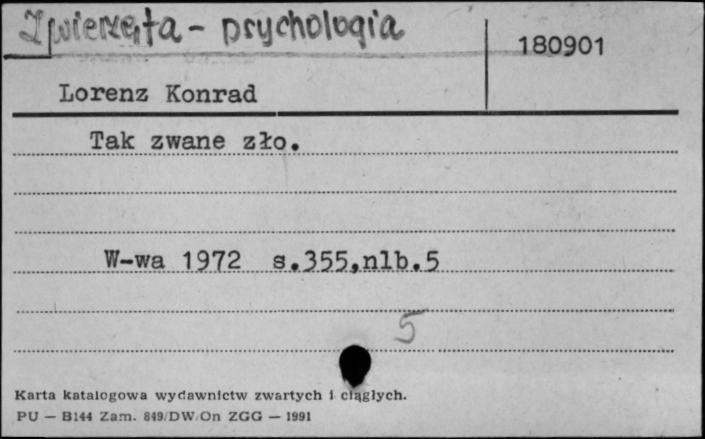 Zwierzęta - psychologia
180901
Lorenz Konrad
Tak zwane zło.
W-wa 1972 s.355,nlb.5
5
Karta katalogowa wydawnictw zwartych i ciągłych.
PU — B144 Zam. 849/DW/On ZGG — 1991